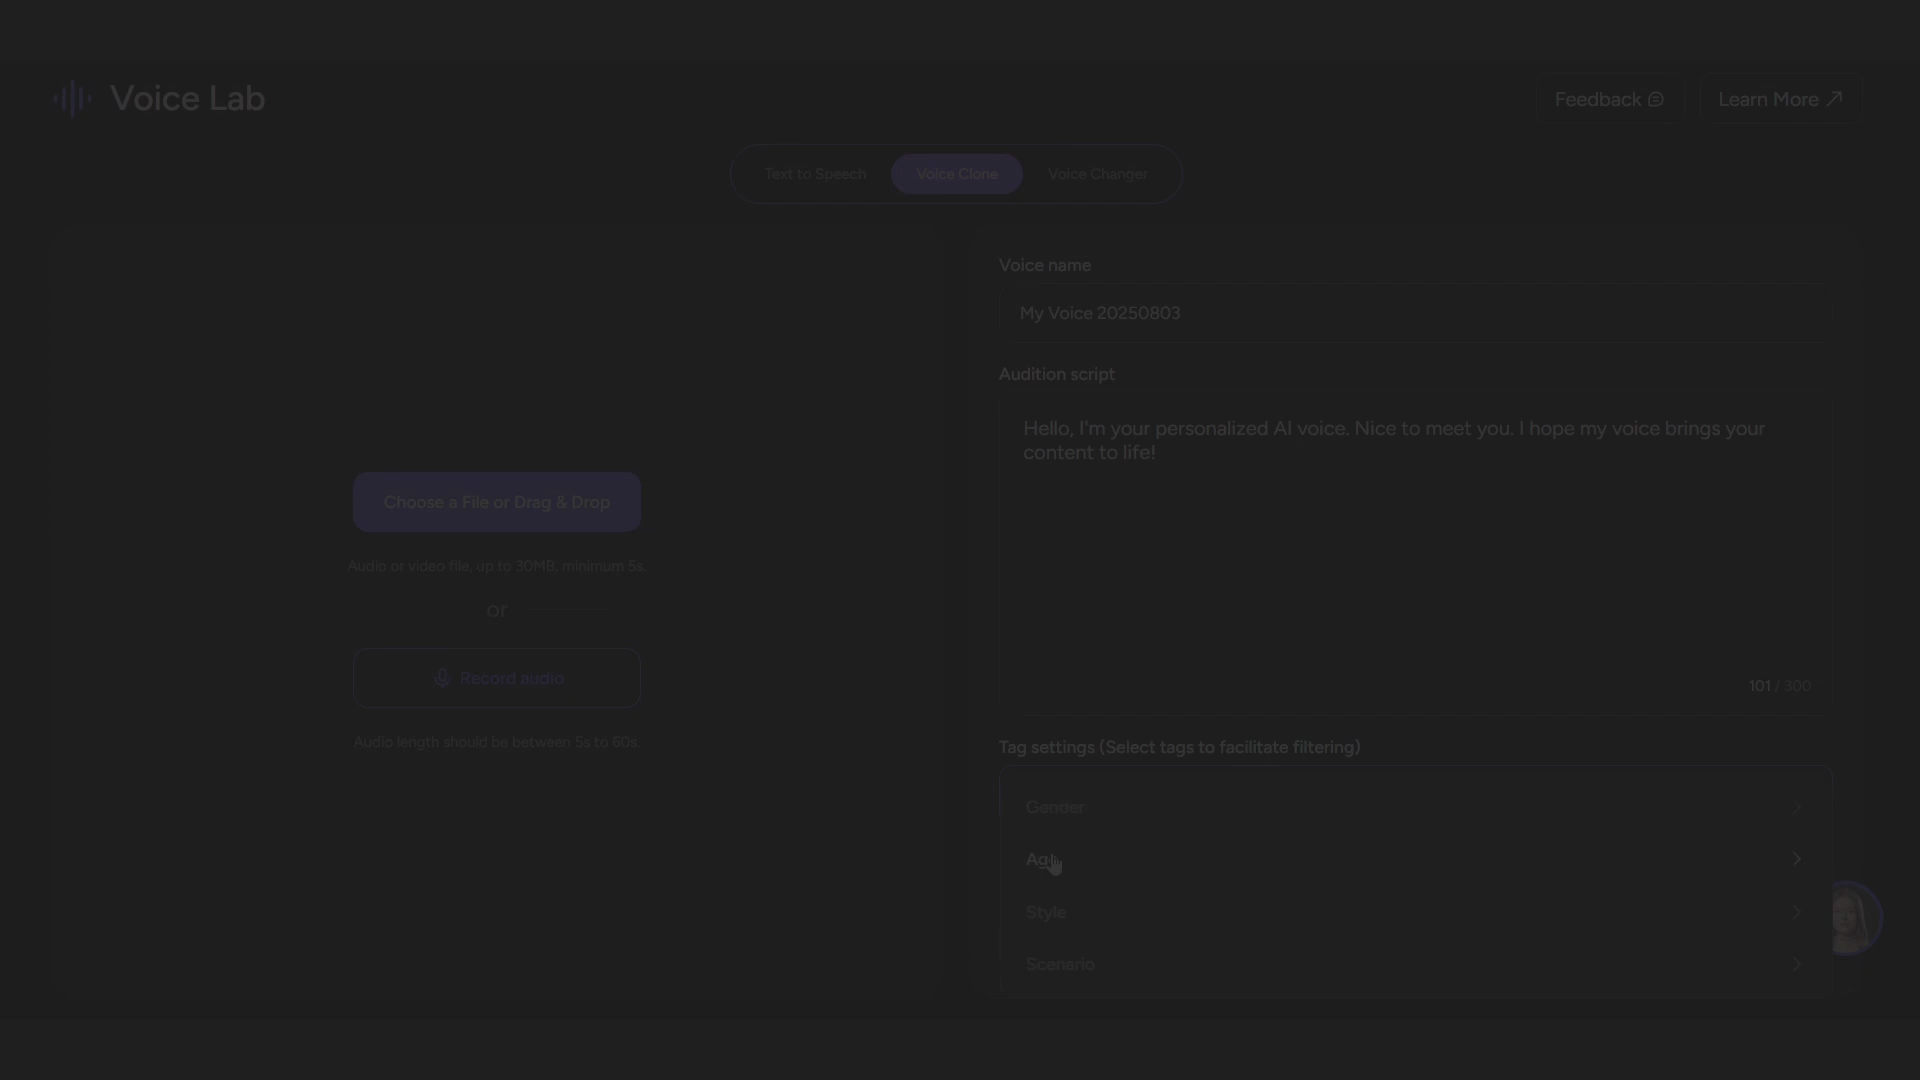 Voice Lab
Feedback
Learn More
Text to Speech
Voice Clone
Voice Changer
Choose a File or Drag & Drop
Audio or video file, up to 30MB, minimum 5s.
or
Record audio
Audio length should be between 5s to 60s.
Voice name
My Voice 20250803
Audition script
Hello, I'm your personalized AI voice. Nice to meet you. I hope my voice brings your
content to life!
101 / 300
Tag settings (Select tags to facilitate filtering)
Gender
Age
Style
Scenario